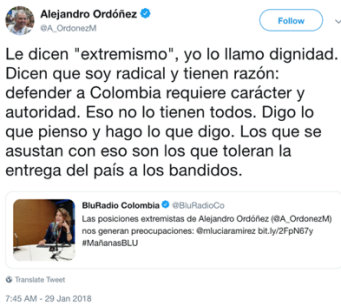 Alejandro Ordóñez
@A_OrdonezM
Follow
Le dicen "extremismo", yo lo llamo dignidad.
Dicen que soy radical y tienen razón:
defender a Colombia requiere carácter y
autoridad. Eso no lo tienen todos. Digo lo
que pienso y hago lo que digo. Los que se
asustan con eso son los que toleran la
entrega del país a los bandidos.
BluRadio Colombia @BluRadioCo
Las posiciones extremistas de Alejandro Ordóñez (@A_OrdonezM)
nos generan preocupaciones: @mluciaramirez bit.ly/2FpN67y
#MañanasBLU
Translate Tweet
7:45 AM - 29 Jan 2018